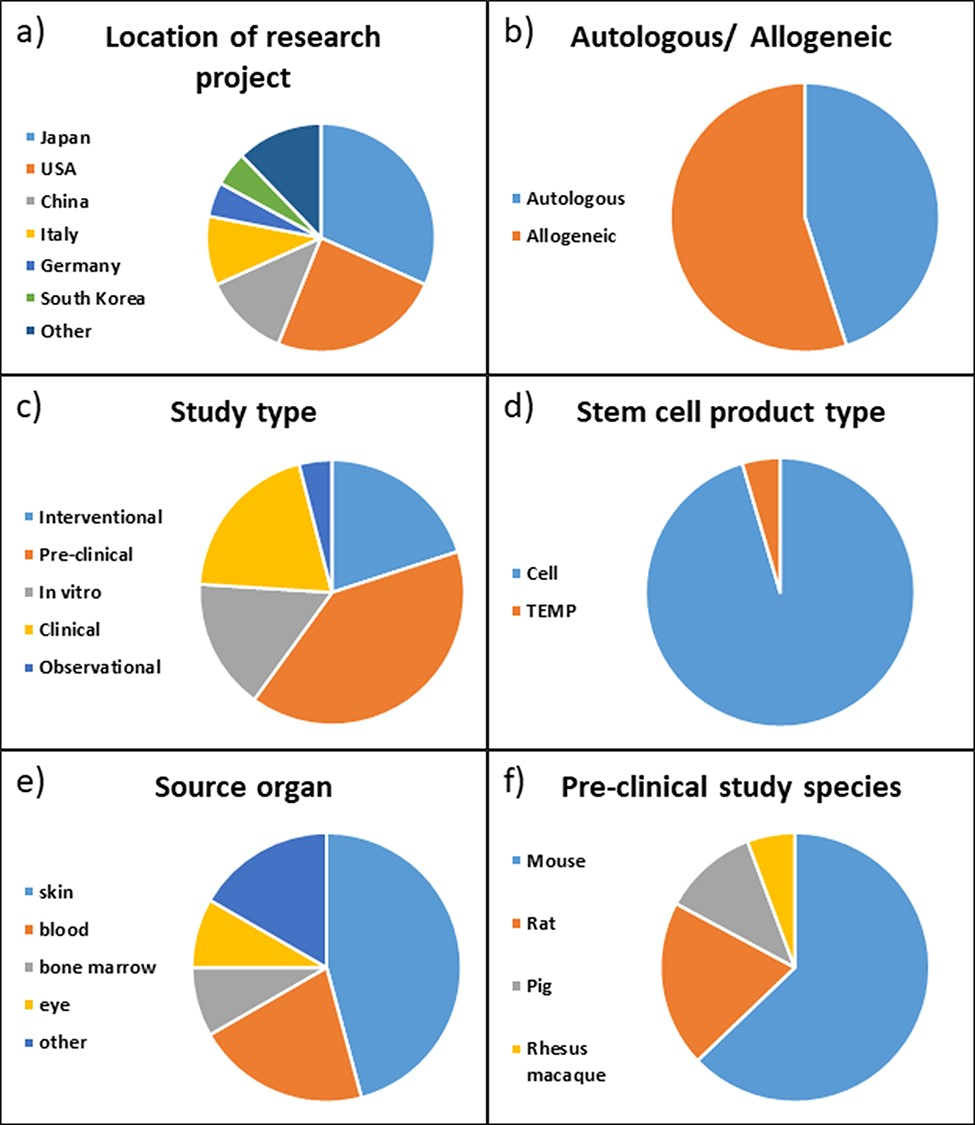 a)
Location of research
project
Japan
USA
China
Italy
Germany
South Korea
Other
b)
Autologous/ Allogeneic
Autologous
Allogeneic
c)
Study type
Interventional
Pre-clinical
In vitro
Clinical
Observational
d)
Stem cell product type
Cell
TEMP
e)
Source organ
skin
blood
bone marrow
eye
other
f)
Pre-clinical study species
Mouse
Rat
Pig
Rhesus
macaque